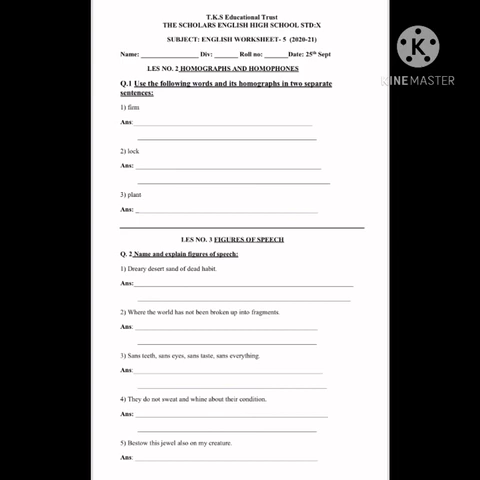 T.K.S Educational Trust
THE SCHOLARS ENGLISH HIGH SCHOOL STD:X
SUBJECT: ENGLISH WORKSHEET- 5 (2020-21)
Name: ____________________ Div: ______ Roll no: ______Date: 25th Sept
LES NO. 2 HOMOGRAPHS AND HOMOPHONES
Q.1 Use the following words and its homographs in two separate
sentences:
1) firm
Ans:
2) lock
Ans:
3) plant
Ans:
LES NO. 3 FIGURES OF SPEECH
Q. 2 Name and explain figures of speech:
1) Dreary desert sand of dead habit.
Ans:
2) Where the world has not been broken up into fragments.
Ans:
3) Sans teeth, sans eyes, sans taste, sans everything.
Ans:
4) They do not sweat and whine about their condition.
Ans:
5) Bestow this jewel also on my creature.
Ans:
K
KINEMASTER